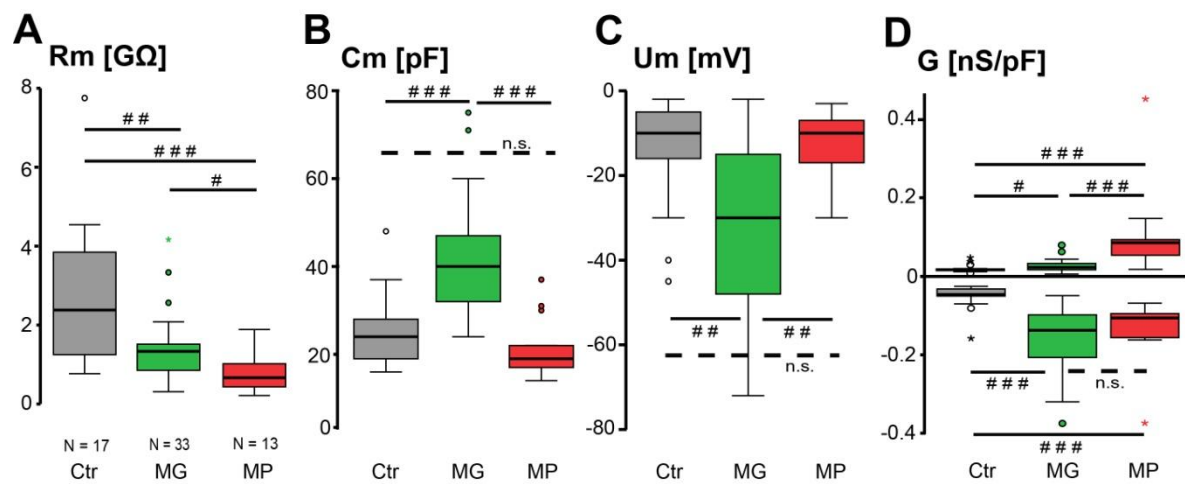 A
Rm [GΩ]
8
6
4
2
0
# #
# # #
#
N = 17
N = 33
N = 13
Ctr
MG
MP
B
Cm [pF]
80
60
40
20
0
# # #
# # #
n.s.
Ctr
MG
MP
C
Um [mV]
-0
-20
-40
-60
-80
# #
# #
n.s.
Ctr
MG
MP
D
G [nS/pF]
0.4
0.2
0
-0.2
-0.4
# # #
#
# # #
# # #
n.s.
# # #
Ctr
MG
MP